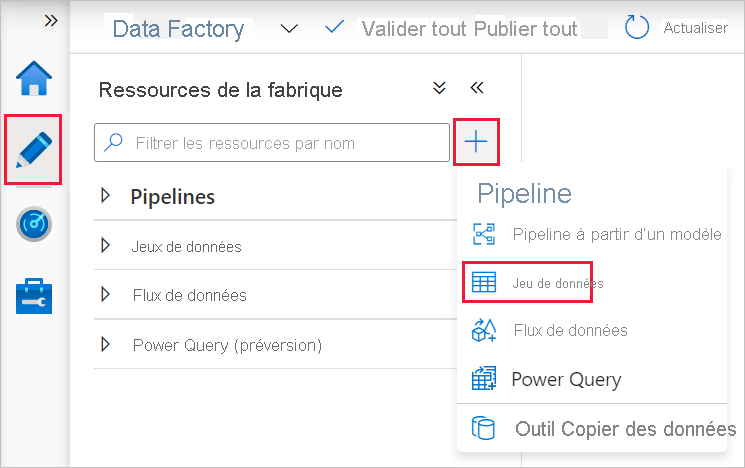 Data Factory
Valider tout Publier tout
Actualiser
Ressources de la fabrique
Filtrer les ressources par nom
Pipelines
Jeux de données
Flux de données
Power Query (préversion)
Pipeline
Pipeline à partir d'un modèle
Jeu de données
Flux de données
Power Query
Outil Copier des données